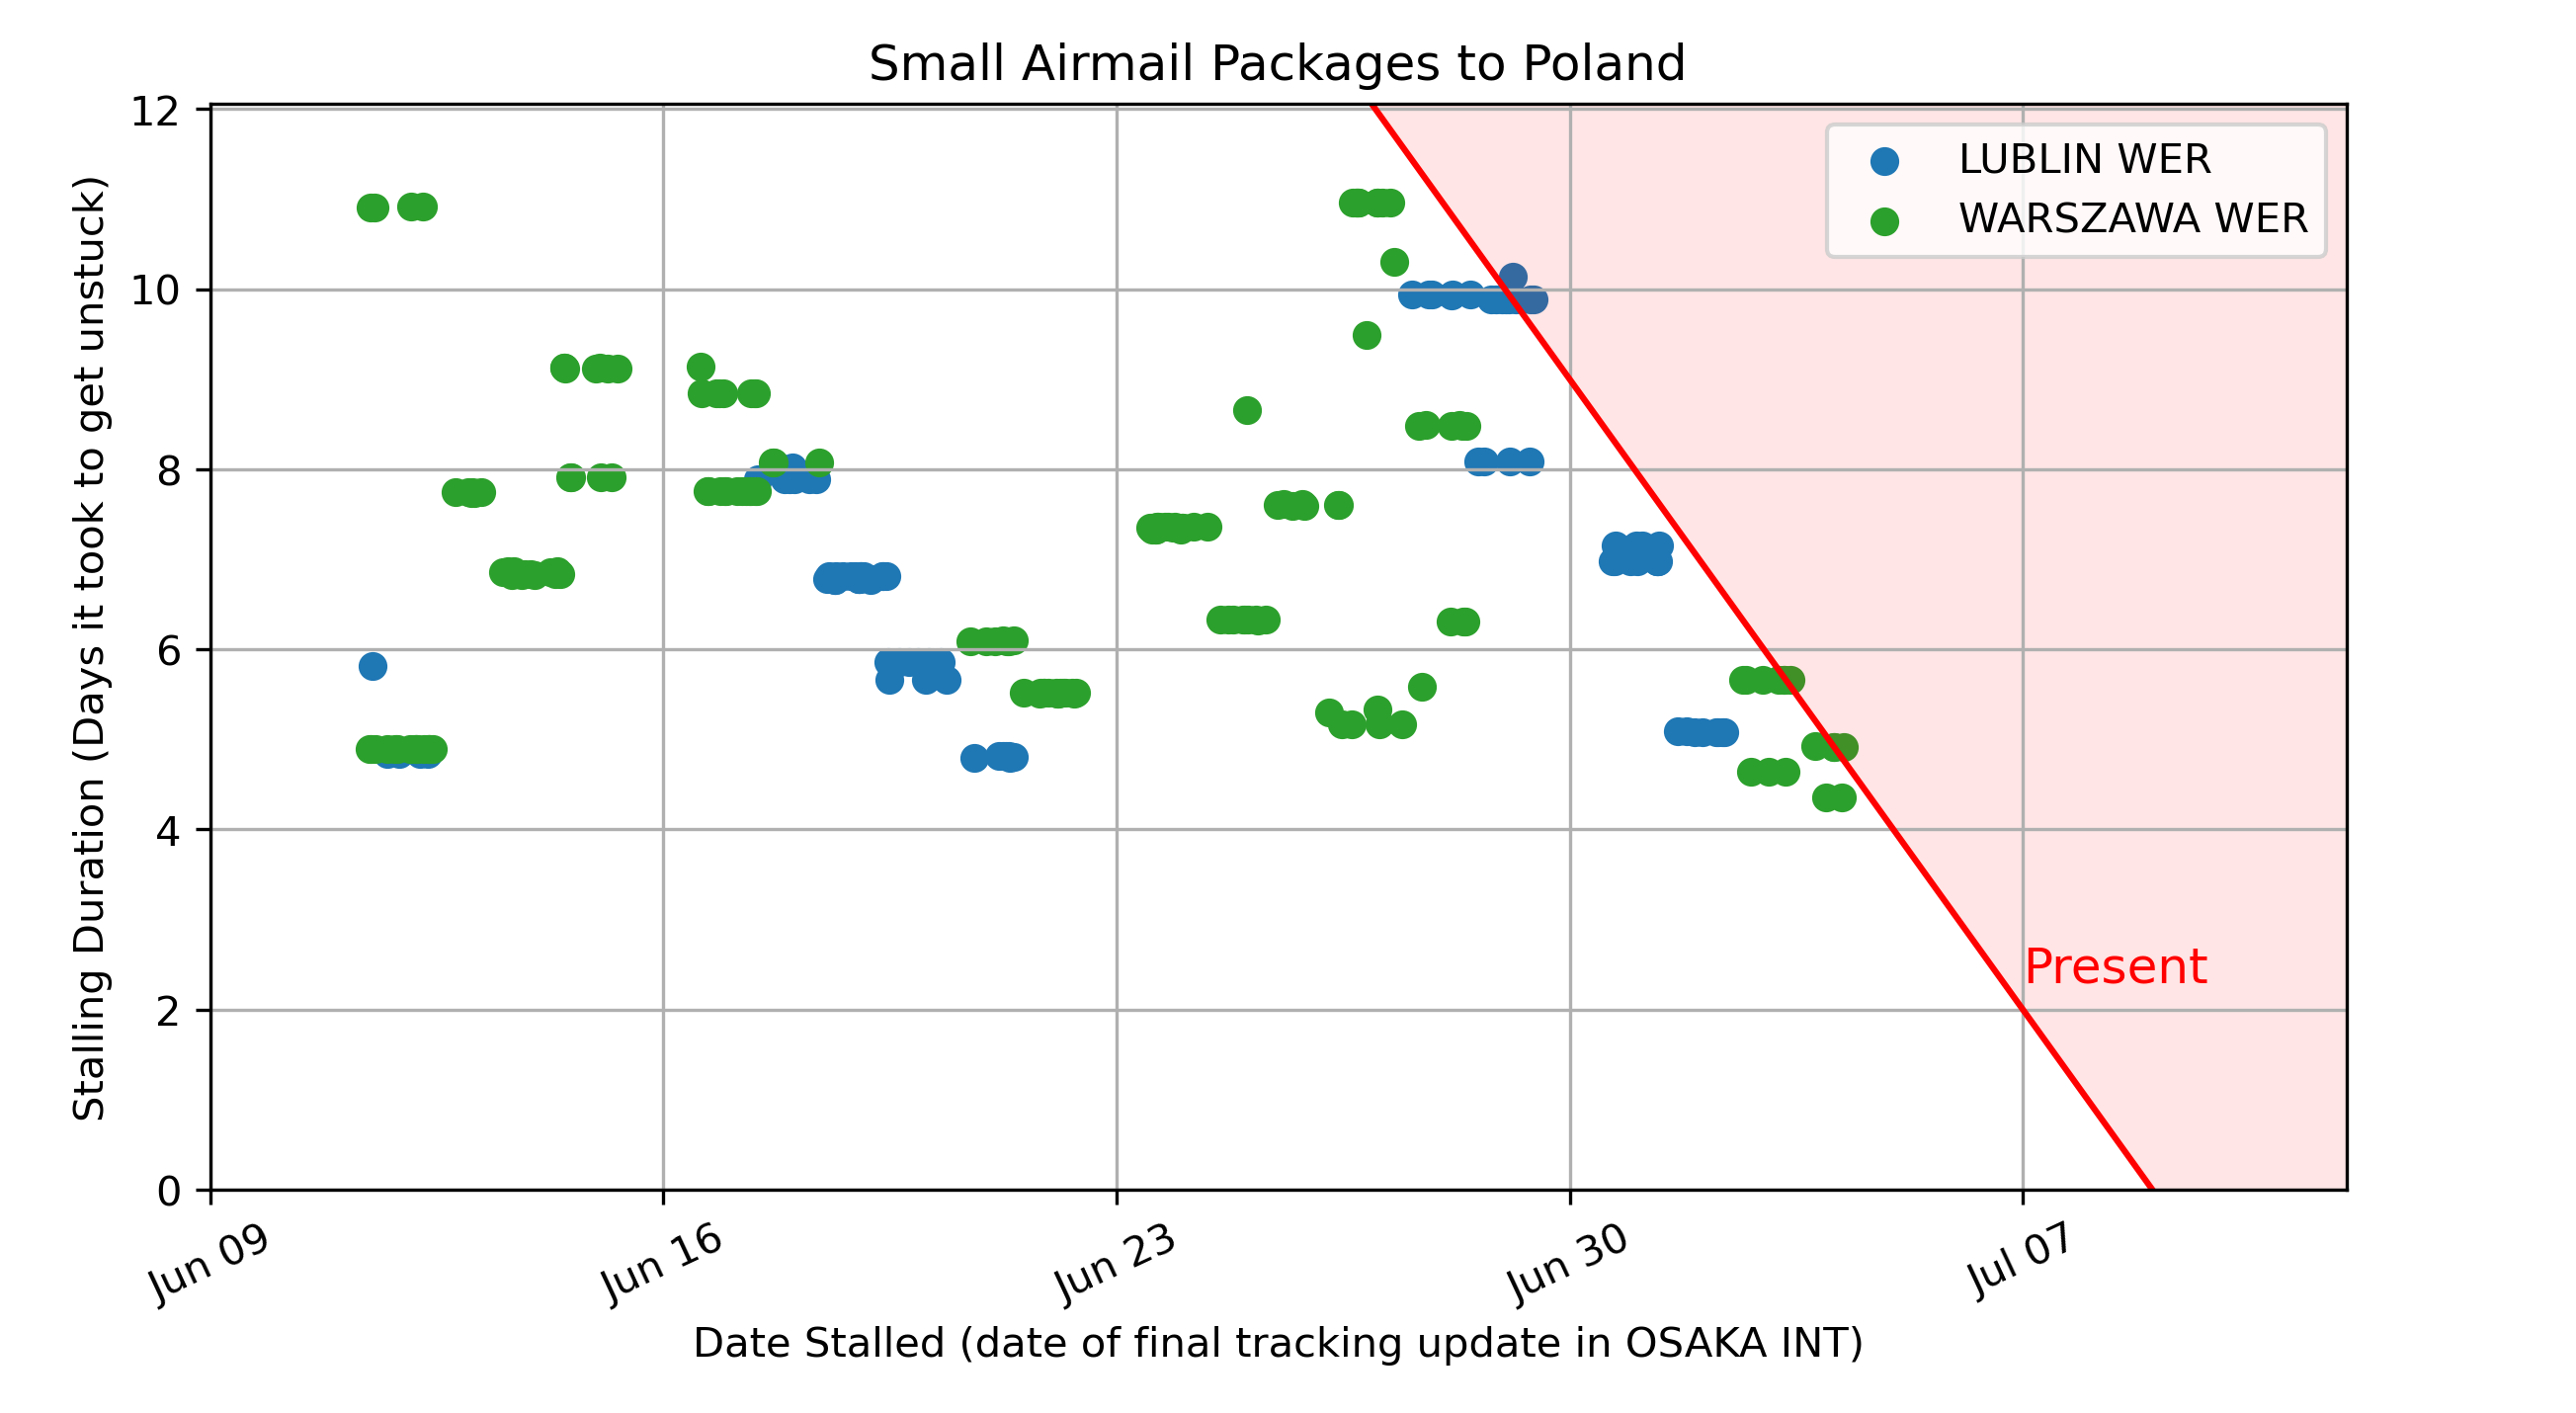 Small Airmail Packages to Poland
Stalling Duration (Days it took to get unstuck)
12
10
8
6
4
2
0
LUBLIN WER
WARSZAWA WER
Present
Jun 09
Jun 16
Jun 23
Jun 30
Jul 07
Date Stalled (date of final tracking update in OSAKA INT)